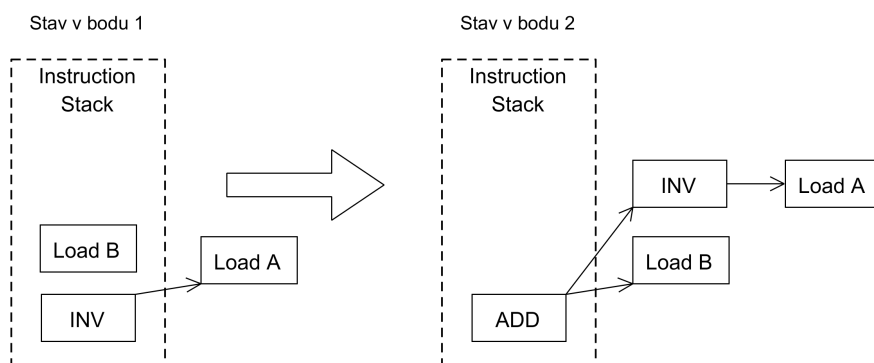 Stav v bodu 1
Instruction
Stack
Load B
Load A
INV
Stav v bodu 2
Instruction
Stack
INV
Load A
Load B
ADD